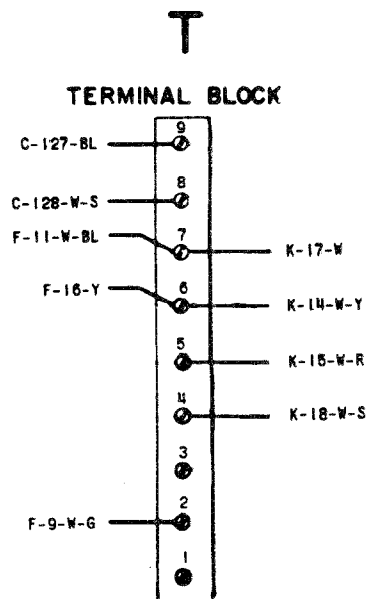 T
TERMINAL BLOCK
9
C-127-BL
8
C-128-W-S
F-11-W-BL
7
K-17-W
F-16-Y
6
K-14-W-Y
5
K-15-W-R
4
K-18-W-S
3
2
F-9-W-G
1